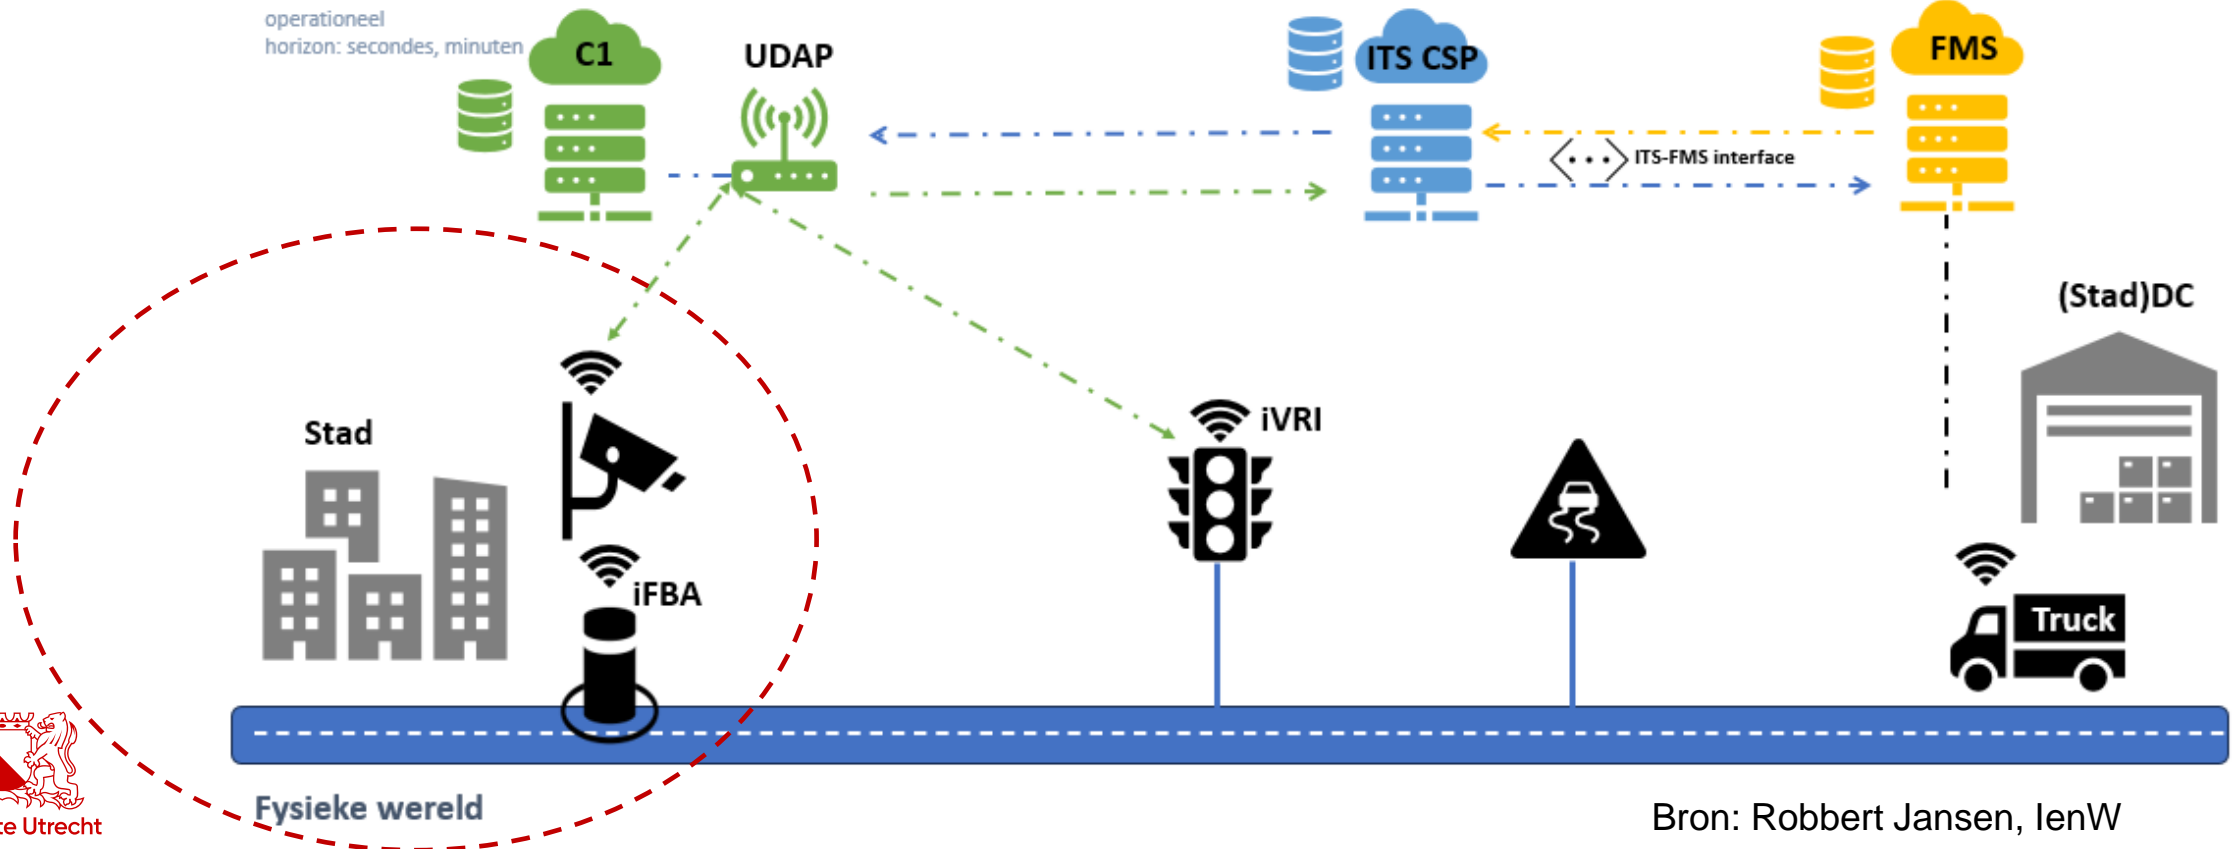 operationeel
horizon: secondes, minuten
C1
UDAP
ITS CSP
FMS
ITS-FMS interface
(Stad)DC
Stad
iVRI
iFBA
Truck
Fysieke wereld
te Utrecht
Bron: Robbert Jansen, IenW